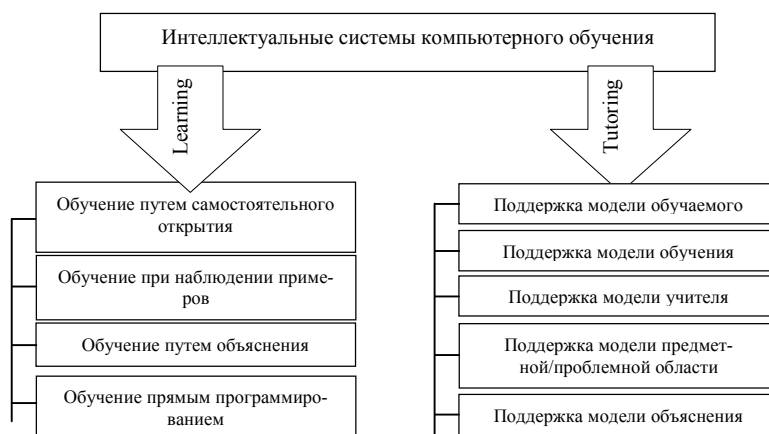 Интеллектуальные системы компьютерного обучения
Learning
Tutoring
Обучение путем самостоятельного
открытия
Обучение при наблюдении приме-
ров
Обучение путем объяснения
Обучение прямым программиро-
ванием
Поддержка модели обучаемого
Поддержка модели обучения
Поддержка модели учителя
Поддержка модели предмет-
ной/проблемной области
Поддержка модели объяснения